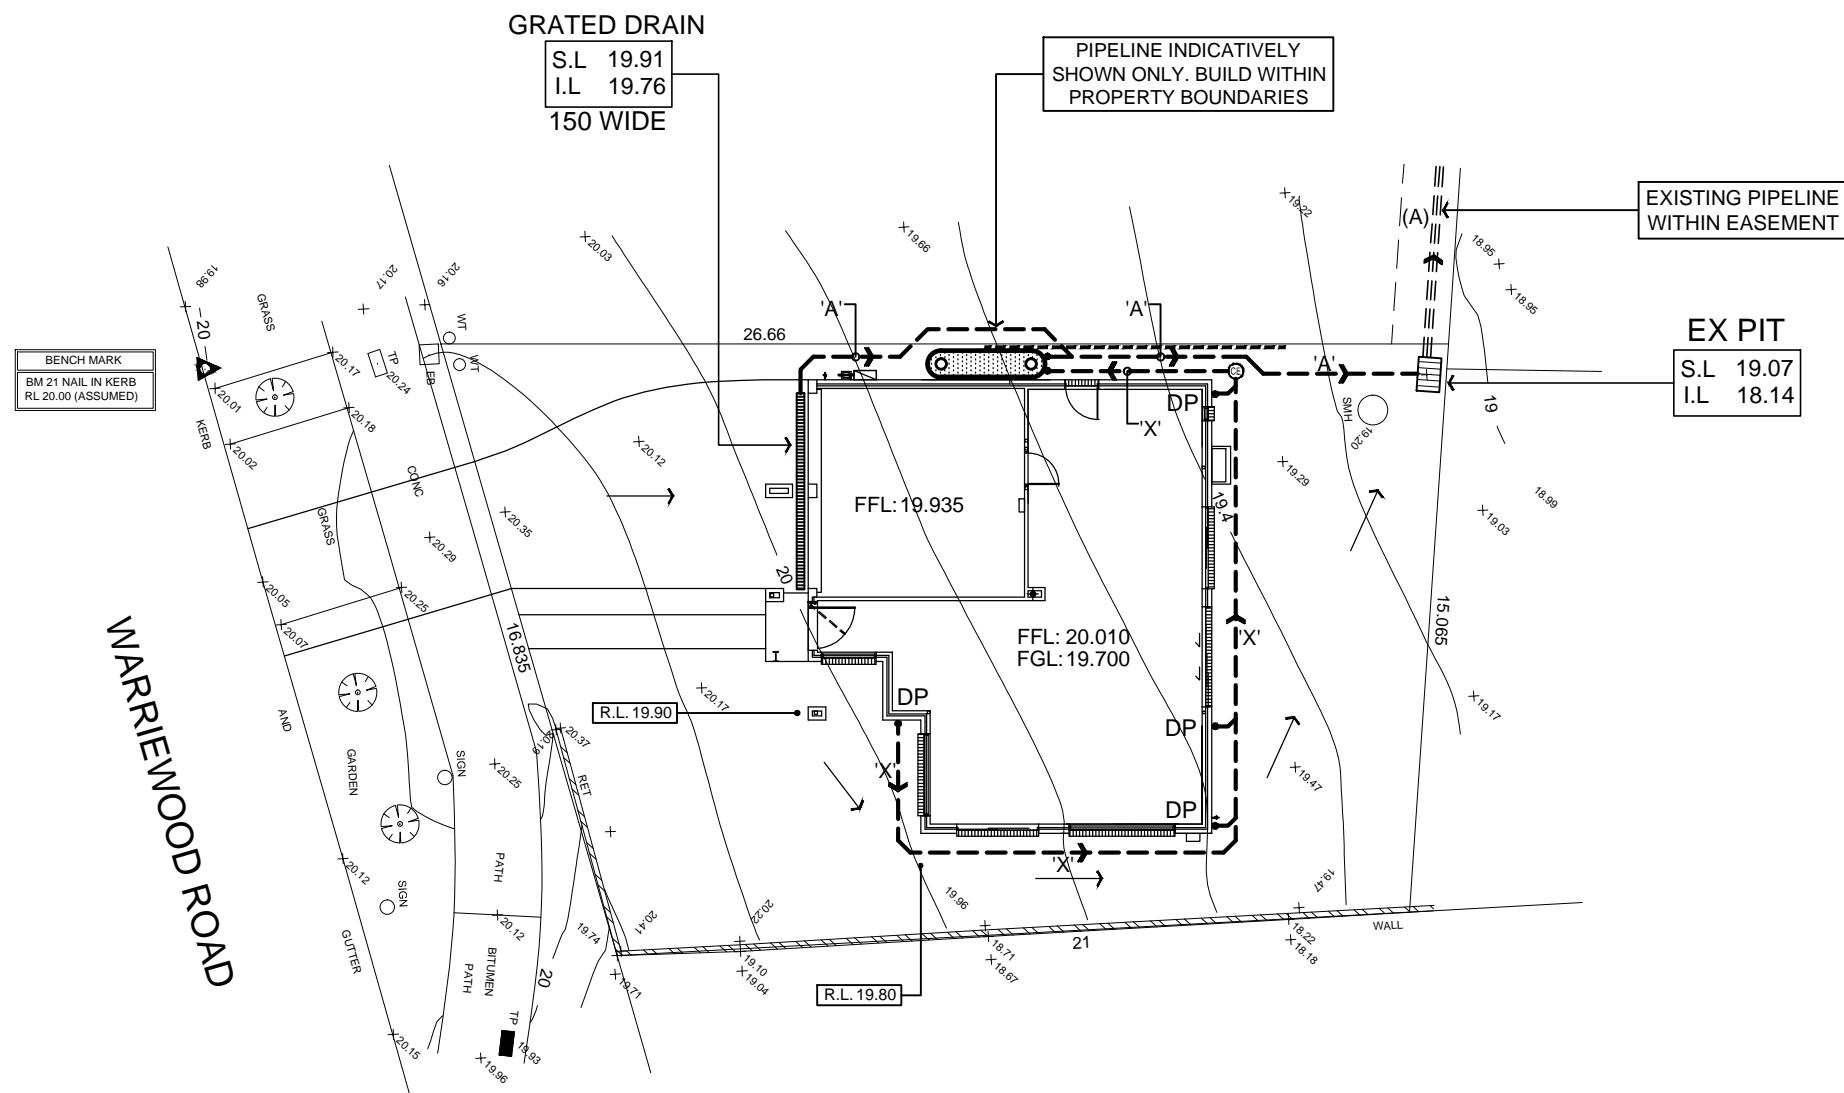 GRATED DRAIN
S.L 19.91
I.L 19.76
150 WIDE
PIPELINE INDICATIVELY
SHOWN ONLY. BUILD WITHIN
PROPERTY BOUNDARIES
EXISTING PIPELINE
WITHIN EASEMENT
(A)
EX PIT
S.L 19.07
I.L 18.14
BENCH MARK
BM 21 NAIL IN KERB
RL 20.00 (ASSUMED)
19.98
GRASS
20.17
20.16
20.03
19.66
19.22
18.95
18.95
20
WT
WT
26.66
'A'
'A'
'A'
20.17
TP
20.24
EB
CE
20.01
20.18
KERB
20.02
DP
'X'
SMH
19.20
19
20.12
CONC
GRASS
20.35
20.29
FFL: 19.935
19.4
19.29
18.99
19.03
20
20.05
20.25
20.07
16.835
FFL: 20.010
FGL: 19.700
'X'
15.065
WARRIEWOOD ROAD
R.L. 19.90
20.17
DP
DP
19.17
AND
20.19
20.37
SIGN
20.25
RET
GARDEN
'X'
19.47
DP
20.12
SIGN
PATH
'X'
19.47
20.12
19.74
20.41
20.22
19.96
18.22
18.18
WALL
GUTTER
BITUMEN
PATH
20
19.71
19.10
19.04
18.71
18.67
21
R.L. 19.80
TP
19.93
20.15
19.96